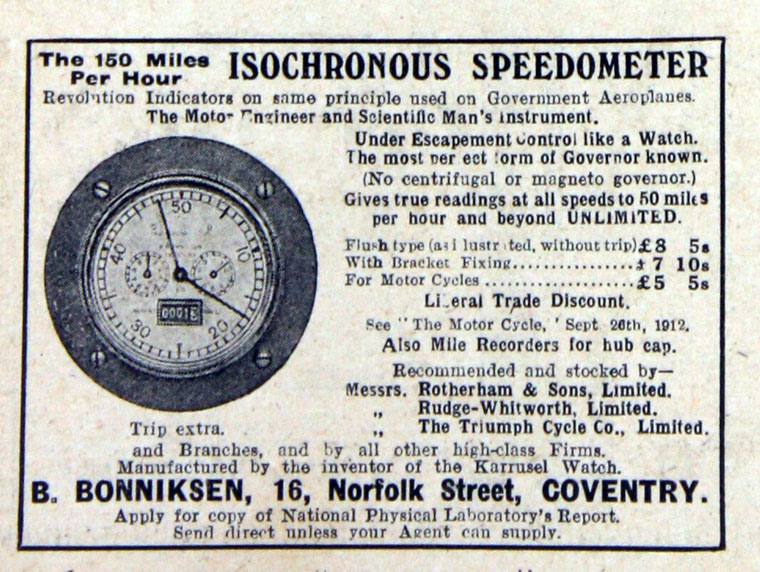 The 150 Miles Per Hour ISOCHRONOUS SPEEDOMETER
Revolution Indicators on same principle used on Government Aeroplanes.
The Motor Engineer and Scientific Man's Instrument.
Under Escapement Control like a Watch.
The most perfect form of Governor known.
(No centrifugal or magneto governor.)
Gives true readings at all speeds to 50 miles
per hour and beyond UNLIMITED.
Flush type (as illustrated, without trip) £8 5s
With Bracket Fixing................£7 10s
For Motor Cycles ....................£5 5s
Liberal Trade Discount.
See "The Motor Cycle,' Sept 26th, 1912.
Also Mile Recorders for hub cap.
Recommended and stocked by—
Messrs. Rotherham & Sons, Limited.
„ Rudge-Whitworth, Limited.
„ The Triumph Cycle Co., Limited.
50
10
20
30
40
Trip extra.
and Branches, and by all other high-class Firms.
Manufactured by the inventor of the Karrusel Watch.
B. BONNIKSEN, 16, Norfolk Street, COVENTRY.
Apply for copy of National Physical Laboratory's Report.
Send direct unless your Agent can supply.